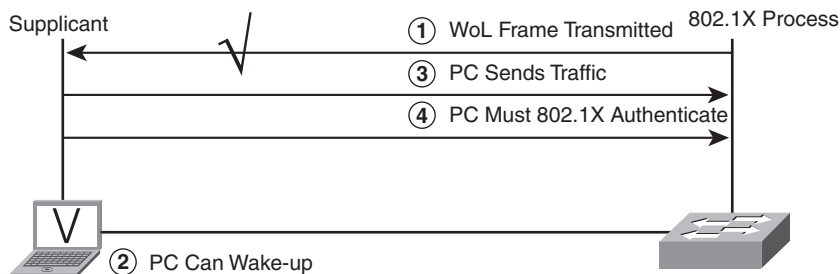 Supplicant
802.1X Process
① WoL Frame Transmitted
③ PC Sends Traffic
④ PC Must 802.1X Authenticate
V
② PC Can Wake-up